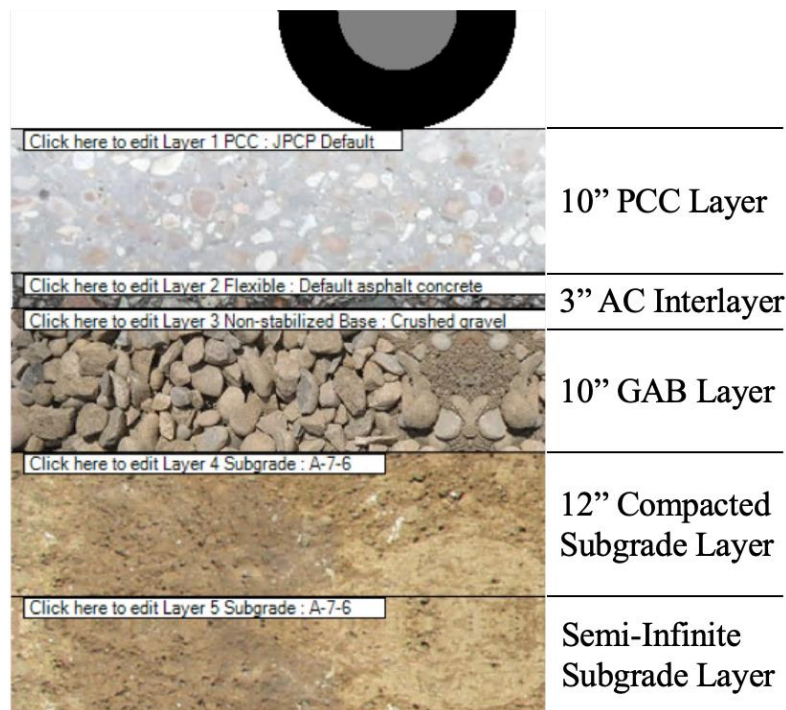 Click here to edit Layer 1 PCC : JPCP Default
10” PCC Layer
Click here to edit Layer 2 Flexible : Default asphalt concrete
3” AC Interlayer
Click here to edit Layer 3 Non-stabilized Base : Crushed gravel
10” GAB Layer
Click here to edit Layer 4 Subgrade : A-7-6
12” Compacted
Subgrade Layer
Click here to edit Layer 5 Subgrade : A-7-6
Semi-Infinite
Subgrade Layer